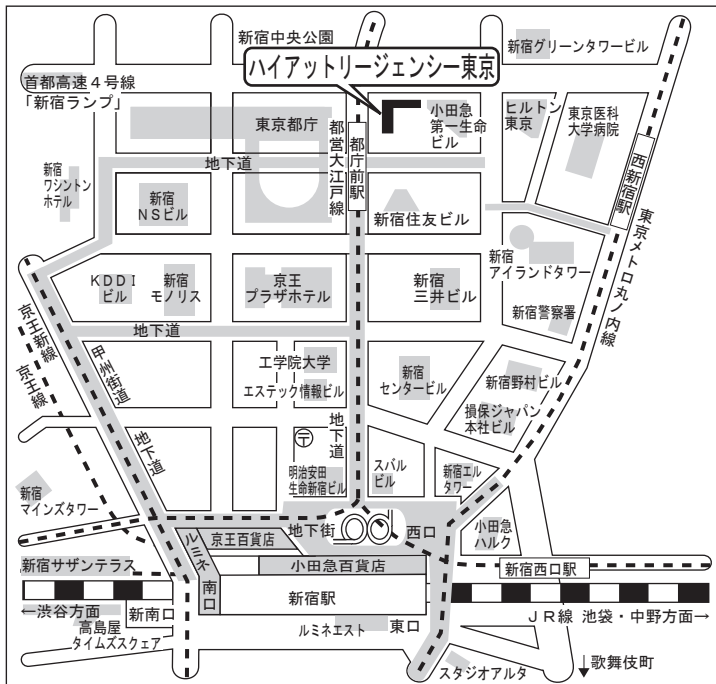 新宿中央公園
新宿グリーンタワービル
首都高速４号線
「新宿ランプ」
ハイアットリージェンシー東京
東京都庁
都営大江戸線
都庁前駅
小田急
第一生命
ビル
ヒルトン
東京
東京医科
大学病院
西新宿駅
東京メトロ丸ノ内線
地下道
新宿
ワシントン
ホテル
新宿
ＮＳビル
新宿住友ビル
新宿
アイランドタワー
ＫＤＤＩ
ビル
新宿
モノリス
京王
プラザホテル
新宿
三井ビル
新宿警察署
京王新線
京王線
甲州街道
地下道
地下道
工学院大学
エステック情報ビル
新宿
センタービル
新宿野村ビル
損保ジャパン
本社ビル
地下道
〒
明治安田
生命新宿ビル
スバル
ビル
新宿エル
タワー
新宿
マインズタワー
小田急
ハルク
ルミネ
京王百貨店
地下街
西口
新宿サザンテラス
小田急百貨店
新宿西口駅
南口
新宿駅
←渋谷方面
新南口
ＪＲ線 池袋・中野方面→
高島屋
タイムズスクェア
ルミネエスト
東口
スタジオアルタ
↓歌舞伎町